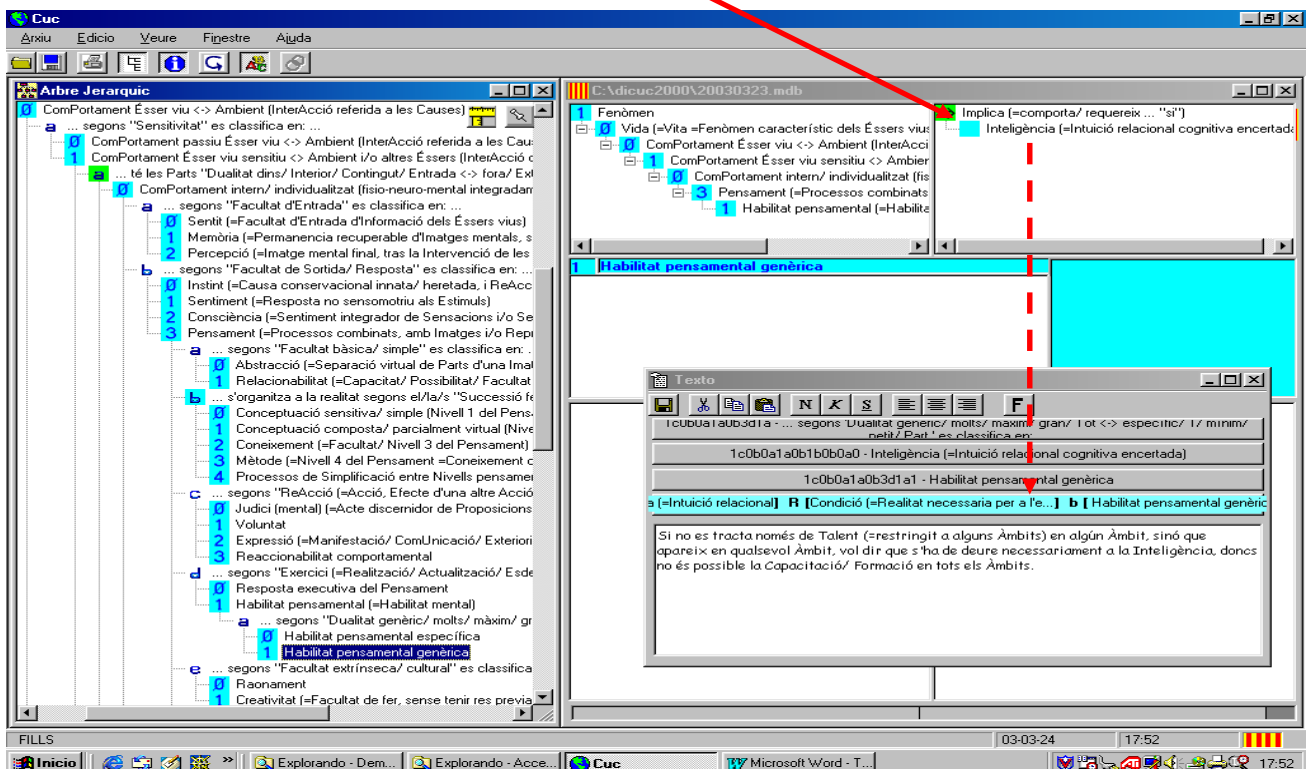 Cuc
Arxiu Edicio Veure Finestre Ajuda
Arbre Jerarquic
Ø ComPortament Ésser viu <-> Ambient (InterAcció referida a les Causes)
a ... segons "Sensitivitat" es classifica en: ...
Ø ComPortament passiu Ésser viu <-> Ambient (InterAcció referida a les Cau
1 ComPortament Ésser viu sensitiu <> Ambient i/o altres Éssers (InterAcció
a ... té les Parts "Dualitat dins/ Interior/ Contingut/ Entrada <-> fora/
Ø ComPortament intern/ individualitzat (fisio-neuro-mental integradam
a ... segons "Facultat d'Entrada" es classifica en: ...
Ø Sentit (=Facultat d'Entrada d'Informació dels Éssers vius)
1 Memòria (=Permanencia recuperable d'Imatges mentals, s
2 Percepció (=Imatge mental final, tras la Intervenció de les
b ... segons "Facultat de Sortida/ Resposta" es classifica en: ...
Ø Instint (=Causa conservacional innata/ heretada, i ReAcc
1 Sentiment (=Resposta no sensomotriu als Estimuls)
2 Consciència (=Sentiment integrador de Sensacions i/o Se
3 Pensament (=Processos combinats, amb Imatges i/o Repr
a ... segons "Facultat bàsica/ simple" es classifica en: .
Ø Abstracció (=Separació virtual de Parts d'una Ima
1 Relacionabilitat (=Capacitat/ Possibilitat/ Facultat
b ... s'organitza a la realitat segons el/la/s "Successió
Ø Conceptuació sensitiva/ simple (Nivell 1 del Pens
1 Conceptuació composta/ parcialment virtual (Nive
2 Coneixement (=Facultat/ Nivell 3 del Pensament)
3 Mètode (=Nivell 4 del Pensament =Coneixement
4 Processos de Simplificació entre Nivells pensame
c ... segons "ReAcció (=Acció, Efecte d'una altre Acció
Ø Judici (mental) (=Acte discernidor de Proposicions
1 Voluntat
2 Expressió (=Manifestació/ ComUnicació/ Exteriori
3 Reaccionabilitat comportamental
d ... segons "Exercici (=Realització/ Actualització/ Esde
Ø Resposta executiva del Pensament
1 Habilitat pensamental (=Habilitat mental)
a ... segons "Dualitat genèric/ molts/ màxim/ gr
Ø Habilitat pensamental específica
1 Habilitat pensamental genèrica
e ... segons "Facultat extrínseca/ cultural" es classifica
Ø Raonament
1 Creativitat (=Facultat de fer, sense tenir res previa
C:\dicuc2000\20030323.mdb
1 Fenòmen
Ø Vida (=Vita =Fenòmen característic dels Éssers vius
Ø ComPortament Ésser viu <-> Ambient (InterAcci
1 ComPortament Ésser viu sensitiu <> Ambier
Ø ComPortament intern/ individualitzat (fis
3 Pensament (=Processos combinats
1 Habilitat pensamental (=Habilita
Implica (=comporta/ requereix ... "si")
Inteligència (=Intuició relacional cognitiva encertada
1 Habilitat pensamental genèrica
Texto
N K S F
1c0b0a1a0b3d1a - ... segons 'Dualitat genèric/ molts/ màxim/ gran/ Tot <-> específic/ 1/ mínim/
petit/ Part ' es classifica en:
1c0b0a1a0b1b0b0a0 - Inteligència (=Intuició relacional cognitiva encertada)
1c0b0a1a0b3d1a1 - Habilitat pensamental genèrica
a (=Intuició relacional] R [Condició (=Realitat necessaria per a l'e...] b [ Habilitat pensamental genèric
Si no es tracta només de Talent (=restringit a alguns Àmbits) en algún Àmbit, sinó que
apareix en qualsevol Àmbit, vol dir que s'ha de deure necessariament a la Inteligència, doncs
no és possible la Capacitació/ Formació en tots els Àmbits.
FILLS 03-03-24 17:52
Inicio » Explorando - Dem... Explorando - Acce... Cuc Microsoft Word - T... 17:52